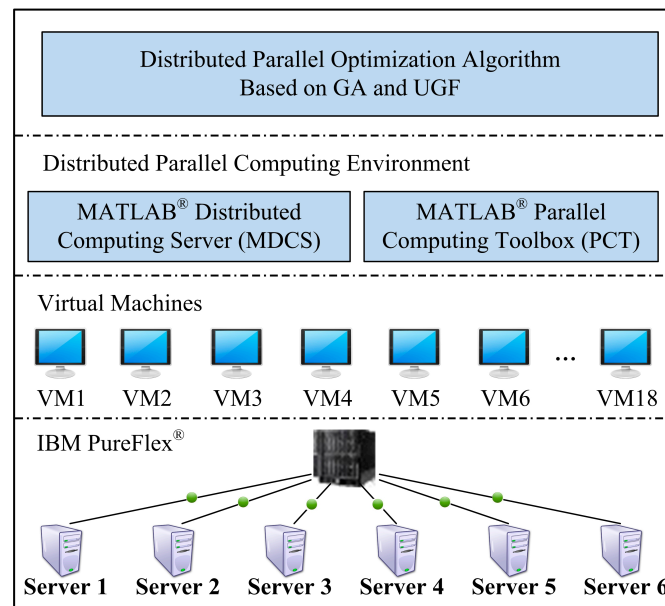 Distributed Parallel Optimization Algorithm
Based on GA and UGF
Distributed Parallel Computing Environment
MATLAB® Distributed
Computing Server (MDCS)
MATLAB® Parallel
Computing Toolbox (PCT)
Virtual Machines
VM1 VM2 VM3 VM4 VM5 VM6 ... VM18
IBM PureFlex®
Server 1 Server 2 Server 3 Server 4 Server 5 Server 6